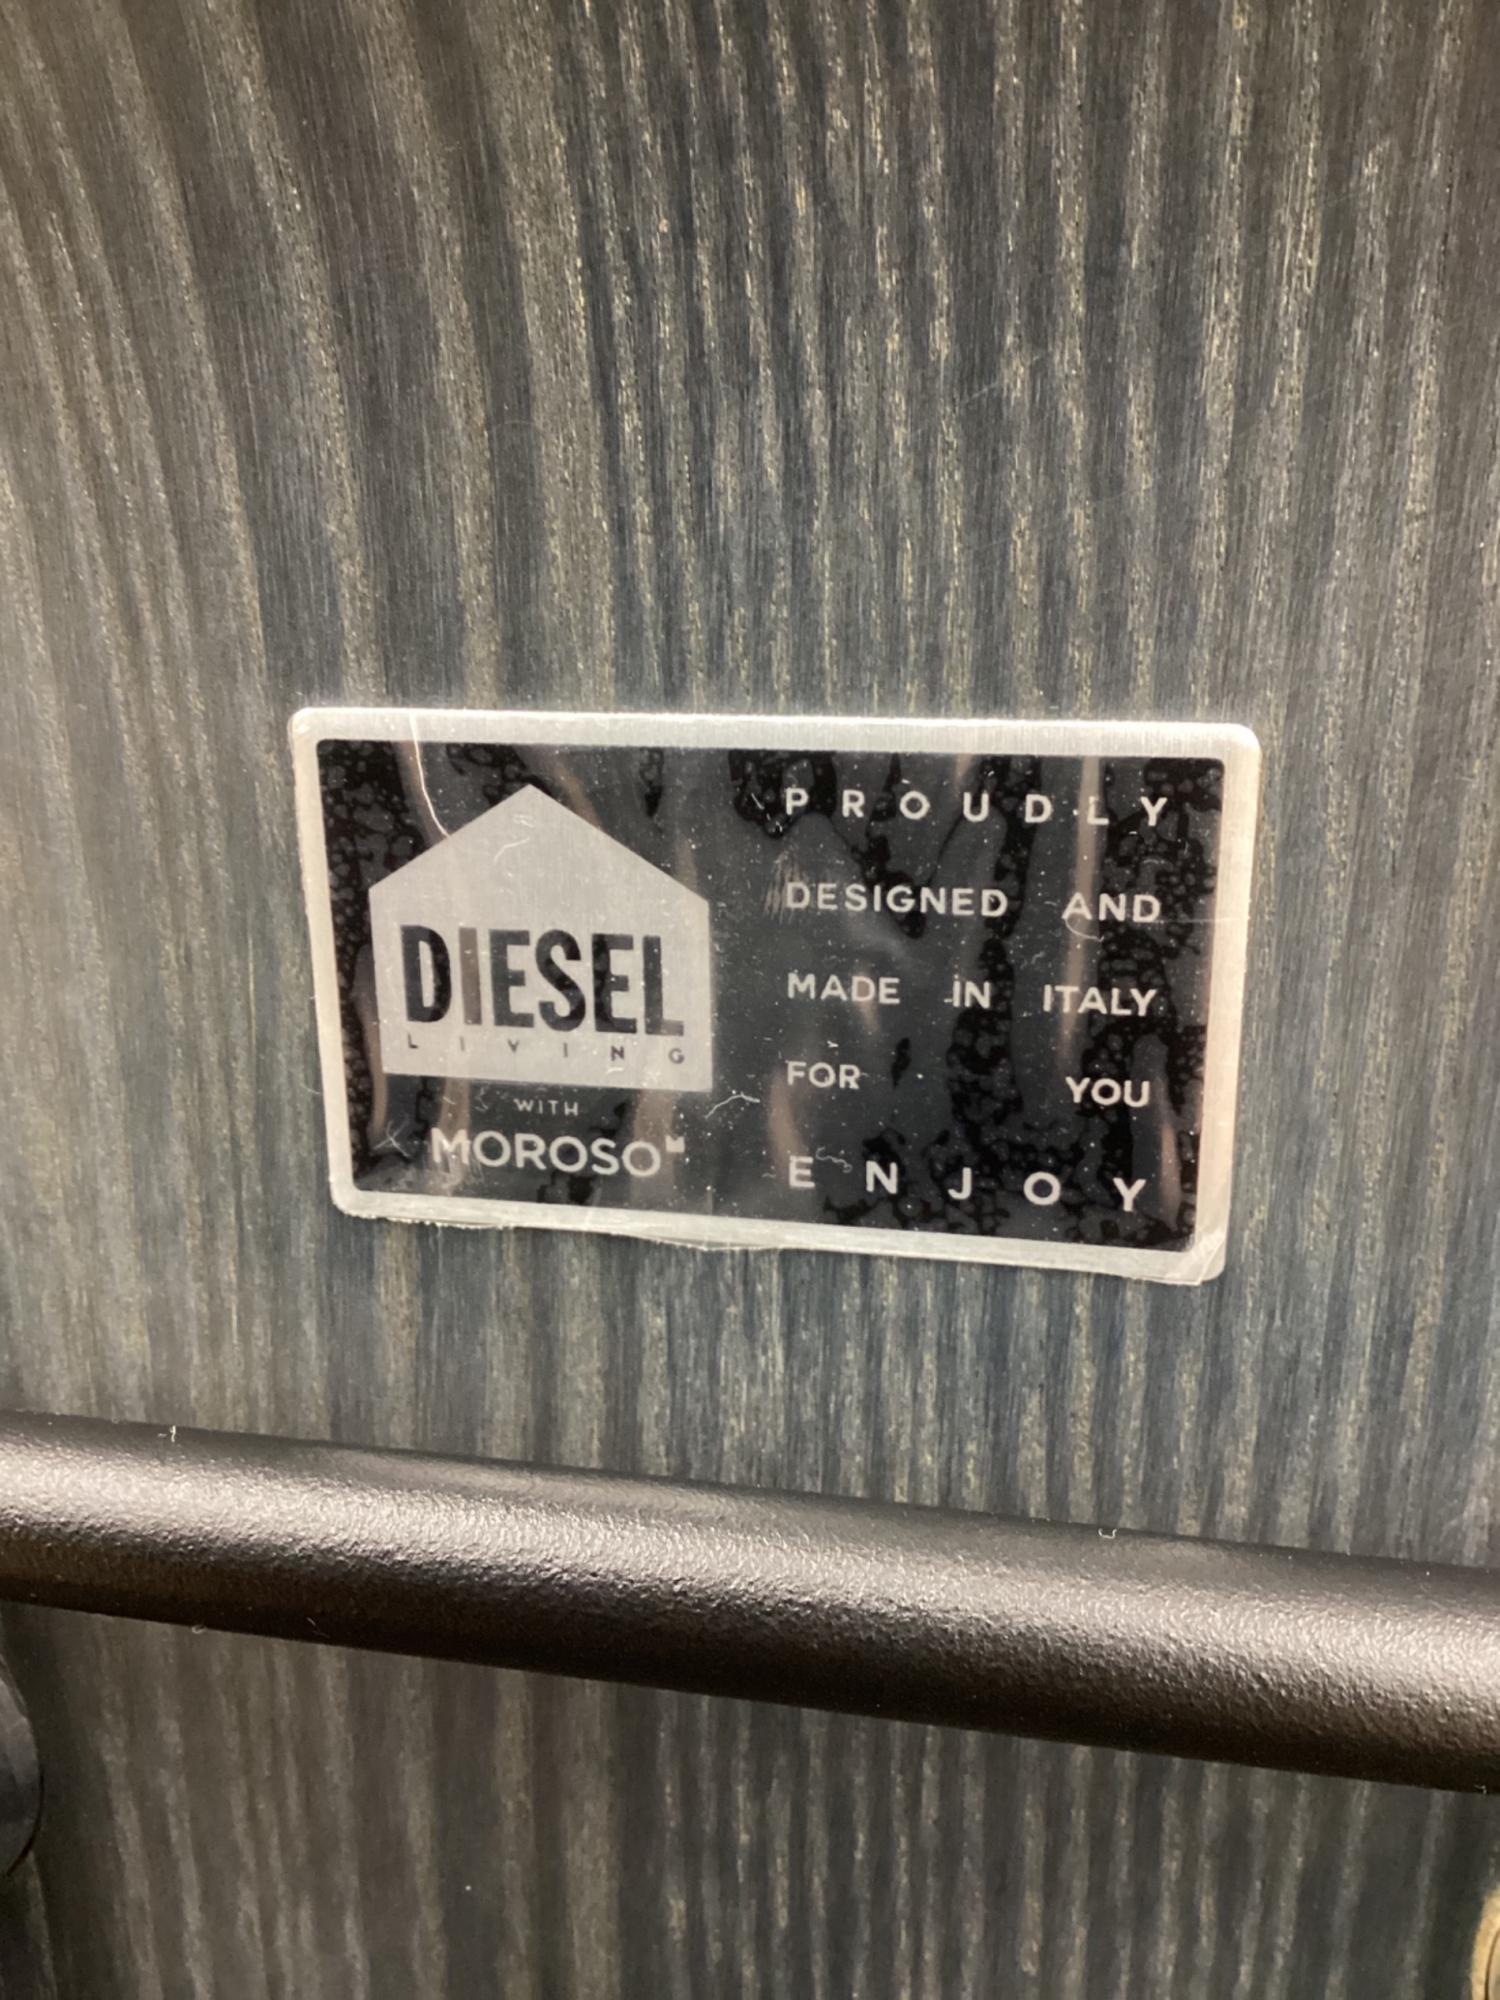 DIESEL
LIVING
WITH
MOROSO
PROUDLY
DESIGNED AND
MADE IN ITALY
FOR YOU
ENJOY